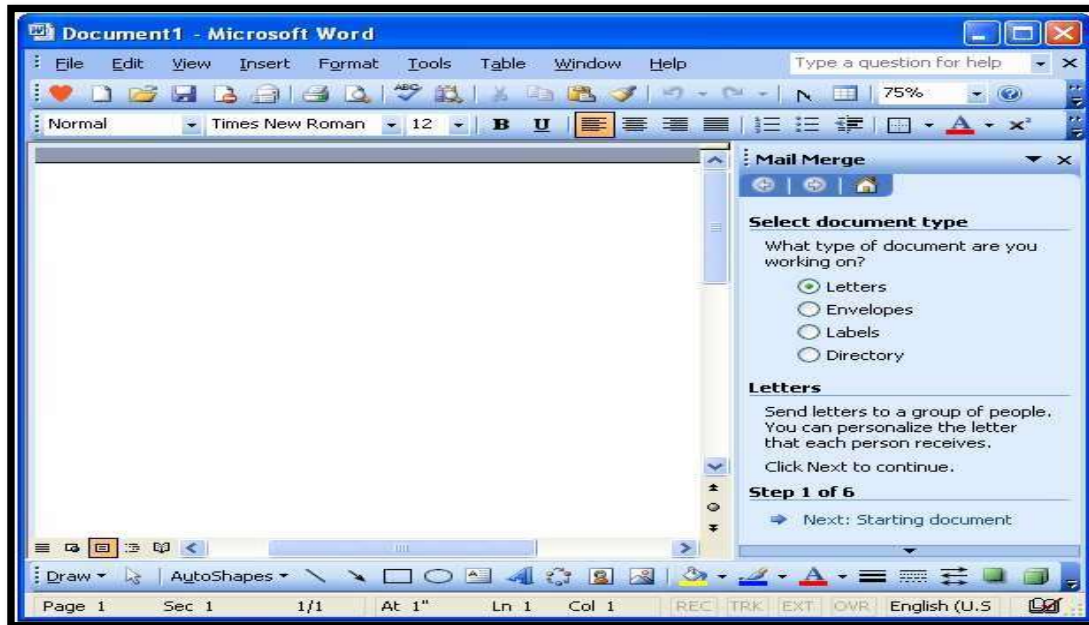 Document1 - Microsoft Word
File Edit View Insert Format Tools Table Window Help Type a question for help
ABC 75%
Normal Times New Roman 12 B U A x²
Mail Merge
Select document type
What type of document are you
working on?
Letters
Envelopes
Labels
Directory
Letters
Send letters to a group of people.
You can personalize the letter
that each person receives.
Click Next to continue.
Step 1 of 6
Next: Starting document
Draw AutoShapes A A
Page 1 Sec 1 1/1 At 1" Ln 1 Col 1 REC TRK EXT OVR English (U.S